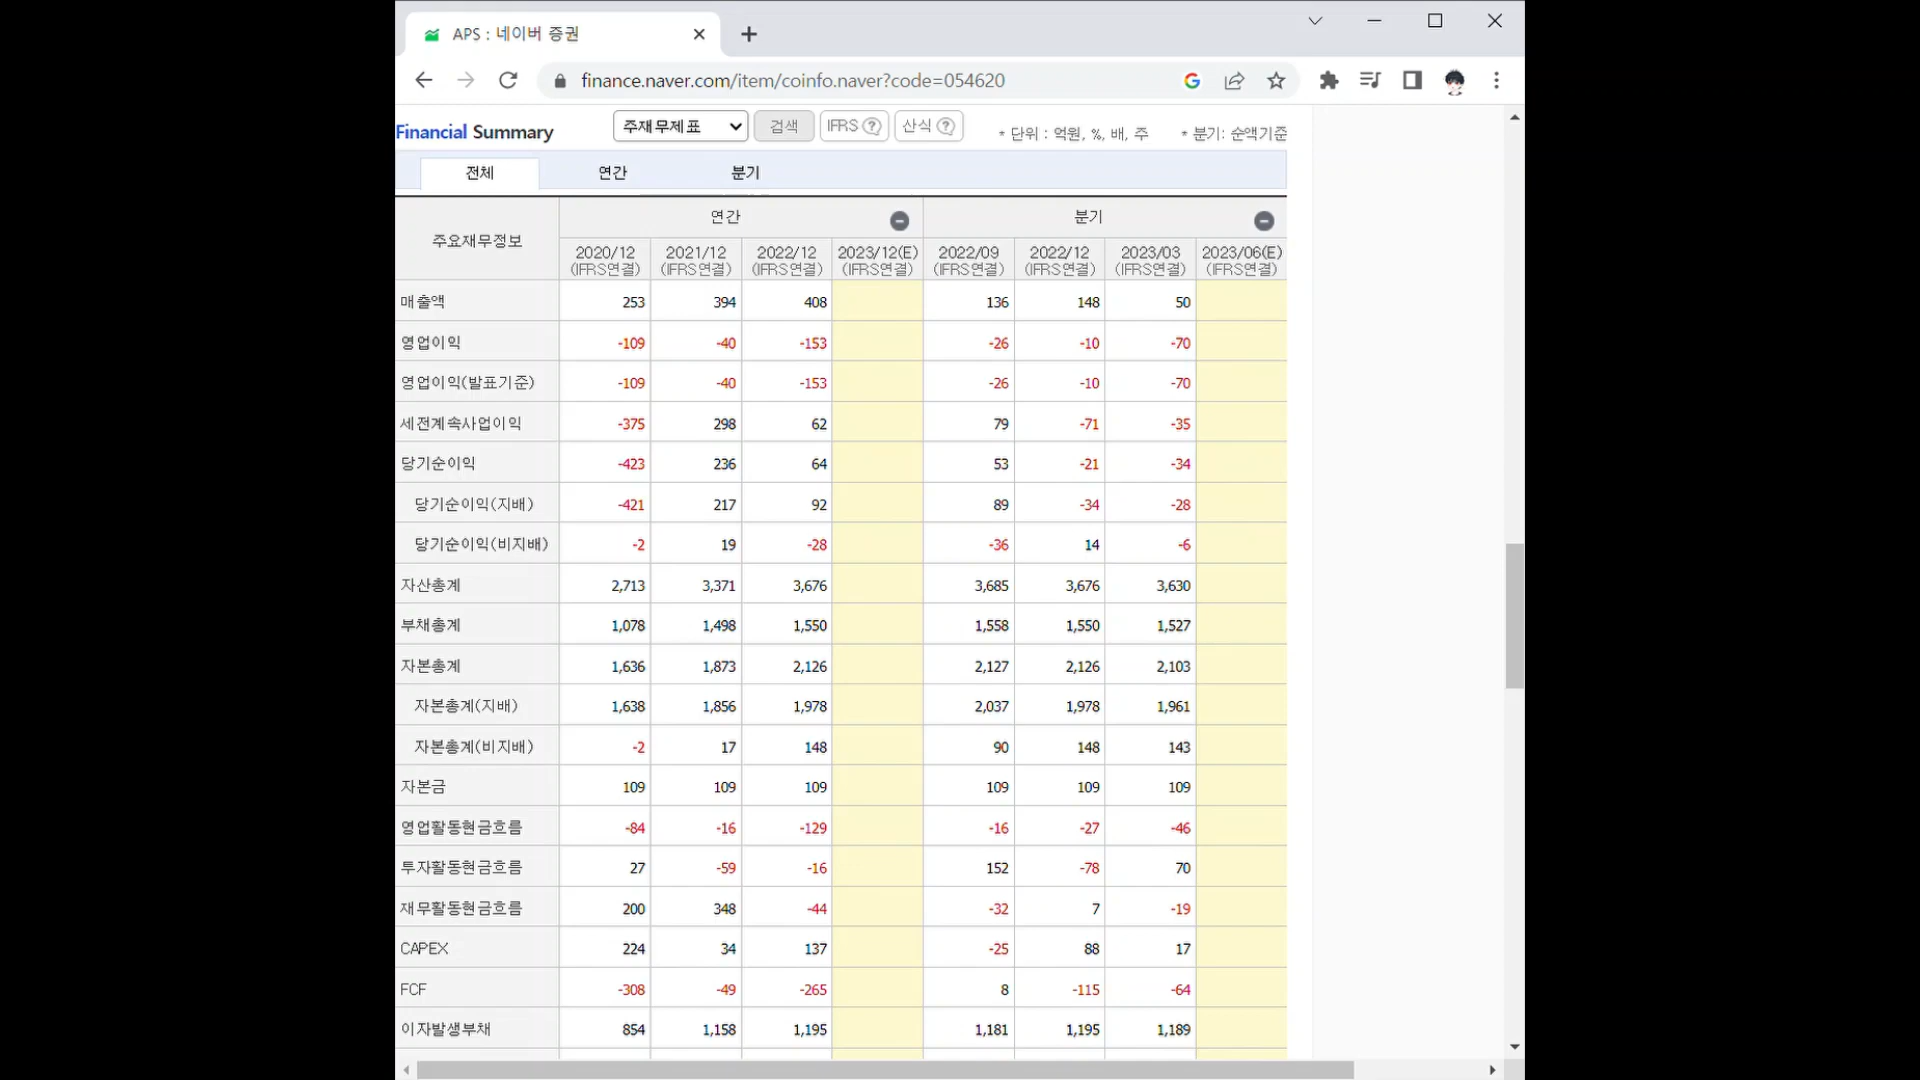 APS : 네이버 증권
finance.naver.com/item/coinfo.naver?code=054620
Financial Summary 주재무제표 검색 IFRS ? 산식 ? * 단위 : 억원, %, 배, 주 * 분기: 순액기준
전체 연간 분기
주요재무정보 연간 분기
2020/12 2021/12 2022/12 2023/12(E) 2022/09 2022/12 2023/03 2023/06(E)
(IFRS연결) (IFRS연결) (IFRS연결) (IFRS연결) (IFRS연결) (IFRS연결) (IFRS연결) (IFRS연결)
매출액 253 394 408 136 148 50
영업이익 -109 -40 -153 -26 -10 -70
영업이익(발표기준) -109 -40 -153 -26 -10 -70
세전계속사업이익 -375 298 62 79 -71 -35
당기순이익 -423 236 64 53 -21 -34
당기순이익(지배) -421 217 92 89 -34 -28
당기순이익(비지배) -2 19 -28 -36 14 -6
자산총계 2,713 3,371 3,676 3,685 3,676 3,630
부채총계 1,078 1,498 1,550 1,558 1,550 1,527
자본총계 1,636 1,873 2,126 2,127 2,126 2,103
자본총계(지배) 1,638 1,856 1,978 2,037 1,978 1,961
자본총계(비지배) -2 17 148 90 148 143
자본금 109 109 109 109 109 109
영업활동현금흐름 -84 -16 -129 -16 -27 -46
투자활동현금흐름 27 -59 -16 152 -78 70
재무활동현금흐름 200 348 -44 -32 7 -19
CAPEX 224 34 137 -25 88 17
FCF -308 -49 -265 8 -115 -64
이자발생부채 854 1,158 1,195 1,181 1,195 1,189